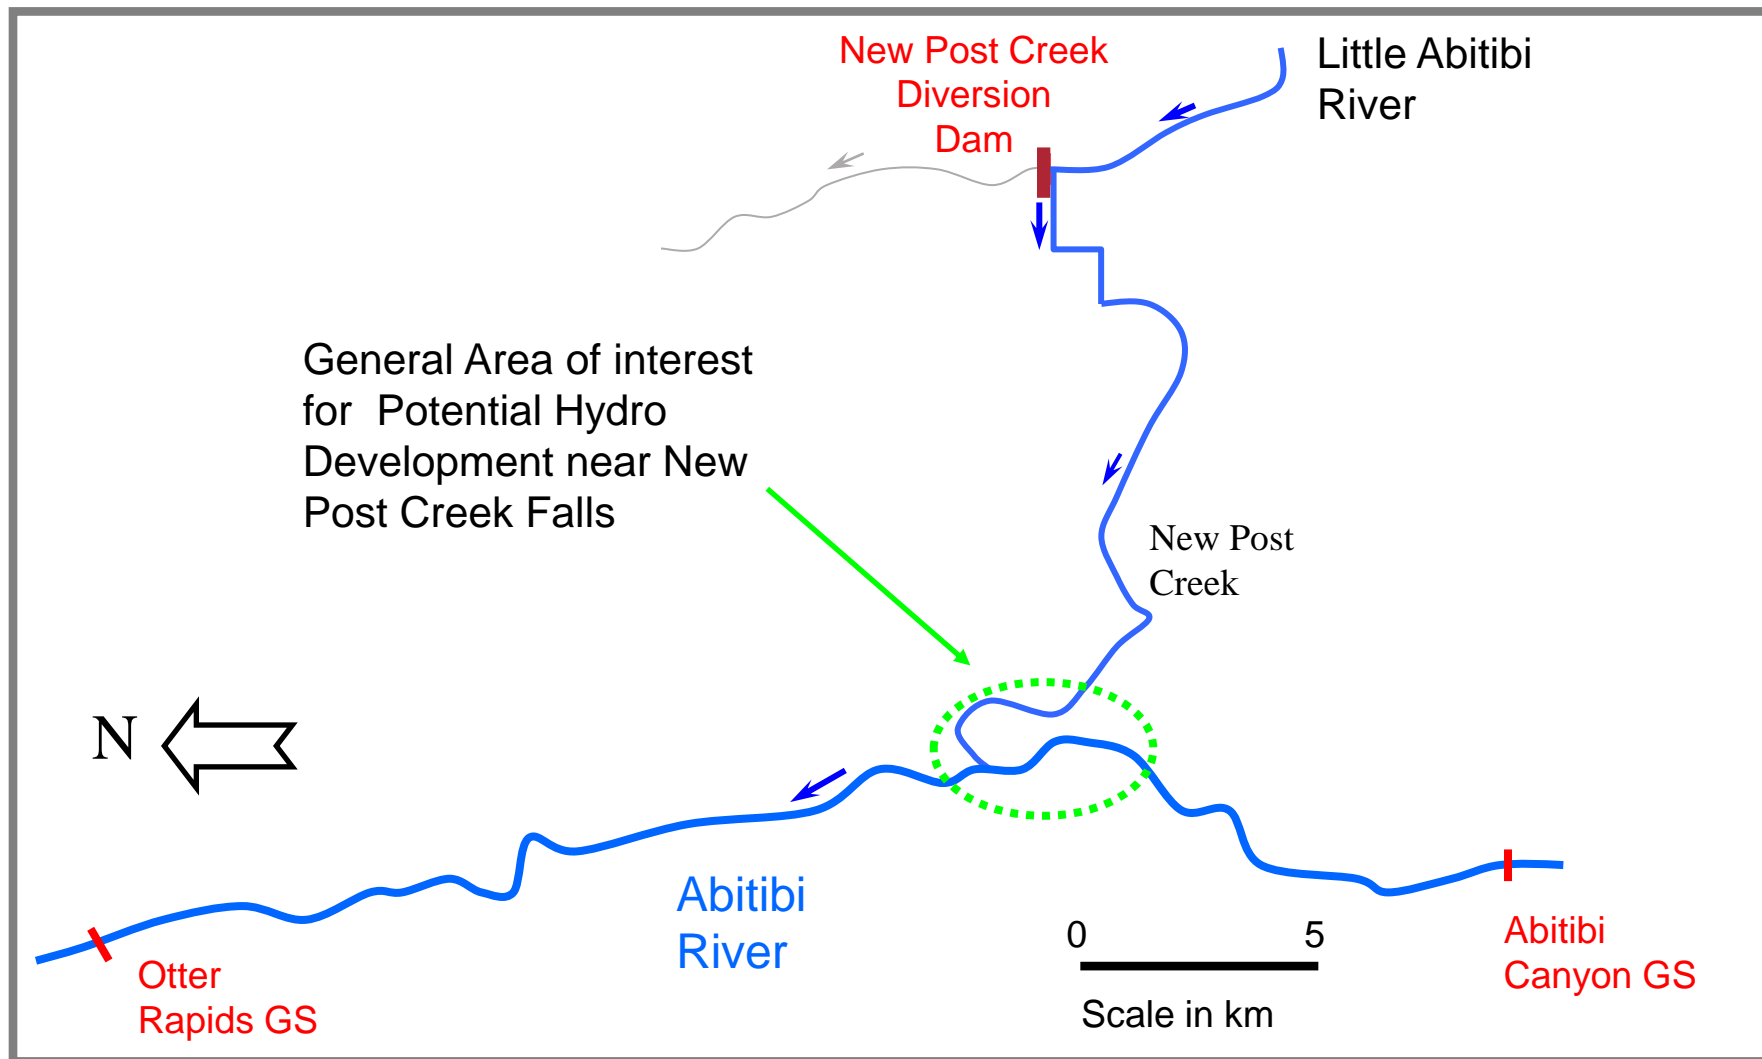 New Post Creek
Diversion
Dam
Little Abitibi
River
General Area of interest
for Potential Hydro
Development near New
Post Creek Falls
New Post
Creek
N
Abitibi
River
0 5
Scale in km
Otter
Rapids GS
Abitibi
Canyon GS